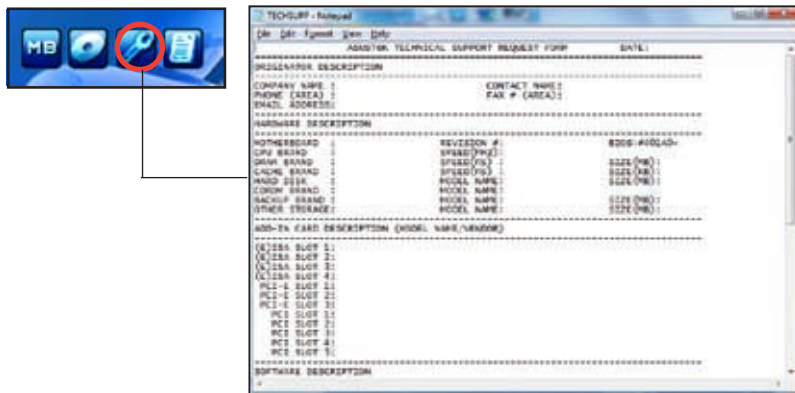 MB
TECHSUPP - Notepad
File Edit Format View Help
ASUSTEK TECHNICAL SUPPORT REQUEST FORM DATE:
ORIGINATOR DESCRIPTION
COMPANY NAME : CONTACT NAME:
PHONE (AREA) : FAX # (AREA):
EMAIL ADDRESS:
HARDWARE DESCRIPTION
MOTHERBOARD : REVISION #: BIOS:
CPU BRAND : SPEED(MHz):
DRAM BRAND : SPEED(NS) : SIZE(MB):
CACHE BRAND : SPEED(NS) : SIZE(KB):
HARD DISK : MODEL NAME: SIZE(MB):
CDROM BRAND : MODEL NAME:
BACKUP BRAND : MODEL NAME: SIZE(MB):
OTHER STORAGE: MODEL NAME: SIZE(MB):
ADD-IN CARD DESCRIPTION (MODEL NAME/VENDOR)
(E)ISA SLOT 1:
(E)ISA SLOT 2:
(E)ISA SLOT 3:
(E)ISA SLOT 4:
PCI-E SLOT 1:
PCI-E SLOT 2:
PCI-E SLOT 3:
PCI SLOT 1:
PCI SLOT 2:
PCI SLOT 3:
PCI SLOT 4:
PCI SLOT 5:
SOFTWARE DESCRIPTION